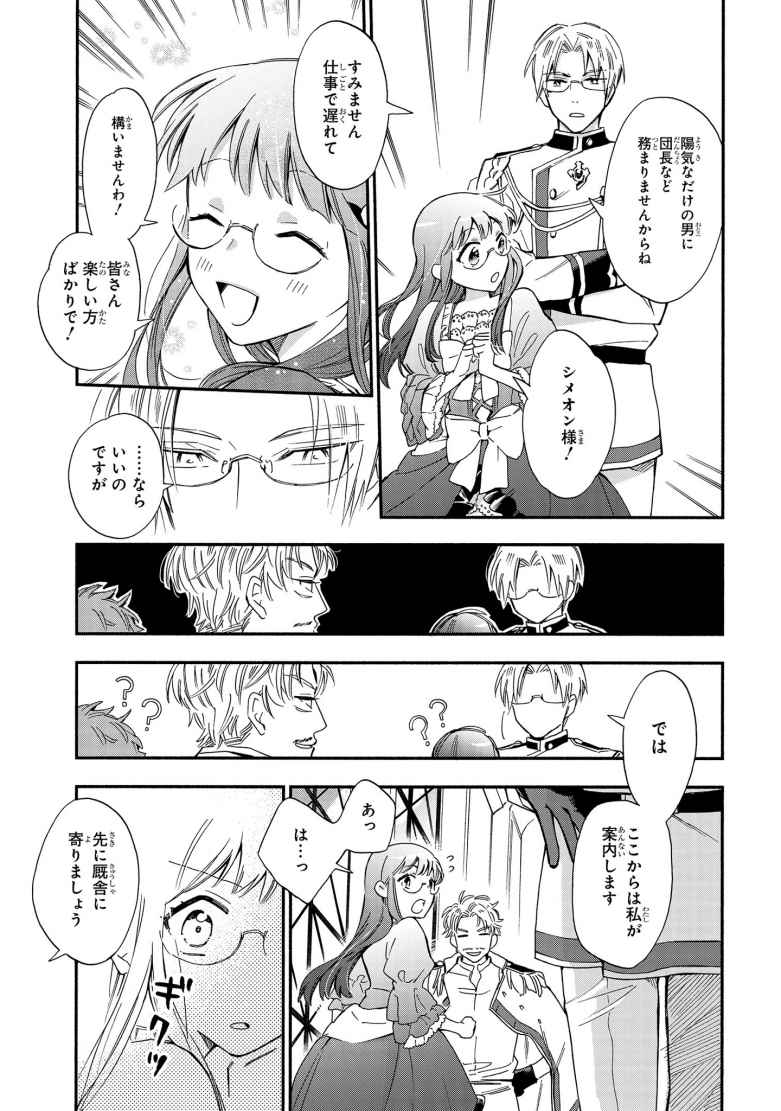 陽気なだけの男に
団長など
務まりませんからね
シメオン様!
すみません
仕事で遅れて
構いませんわ!
皆さん
楽しい方
ばかりで!
……なら
いいの
ですが
?
?
?
?
では
ここからは私が
案内します
あっ
は…っ
先に厩舎に
寄りましょう
ギクッ